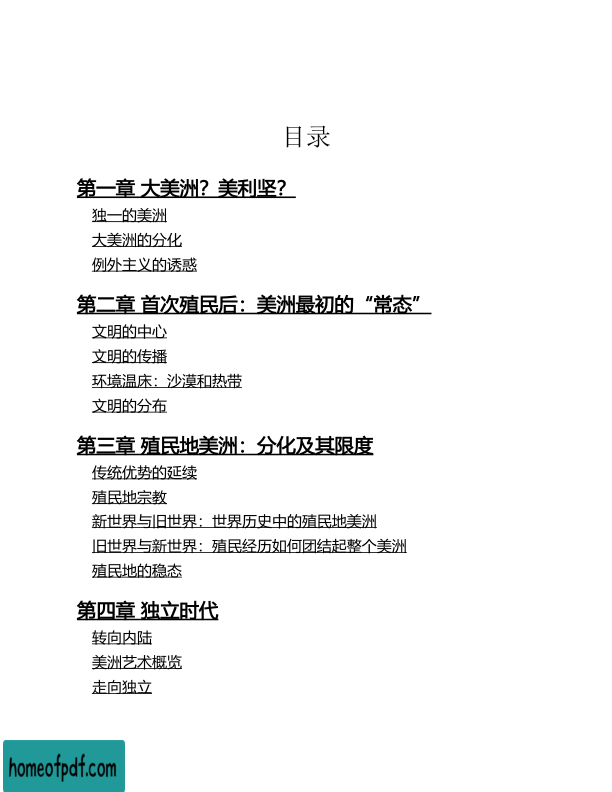 目录
第一章 大美洲？美利坚？
独一的美洲
大美洲的分化
例外主义的诱惑
第二章 首次殖民后：美洲最初的“常态”
文明的中心
文明的传播
环境温床：沙漠和热带
文明的分布
第三章 殖民地美洲：分化及其限度
传统优势的延续
殖民地宗教
新世界与旧世界：世界历史中的殖民地美洲
旧世界与新世界：殖民经历如何团结起整个美洲
殖民地的稳态
第四章 独立时代
转向内陆
美洲艺术概览
走向独立
homeofpdf.com